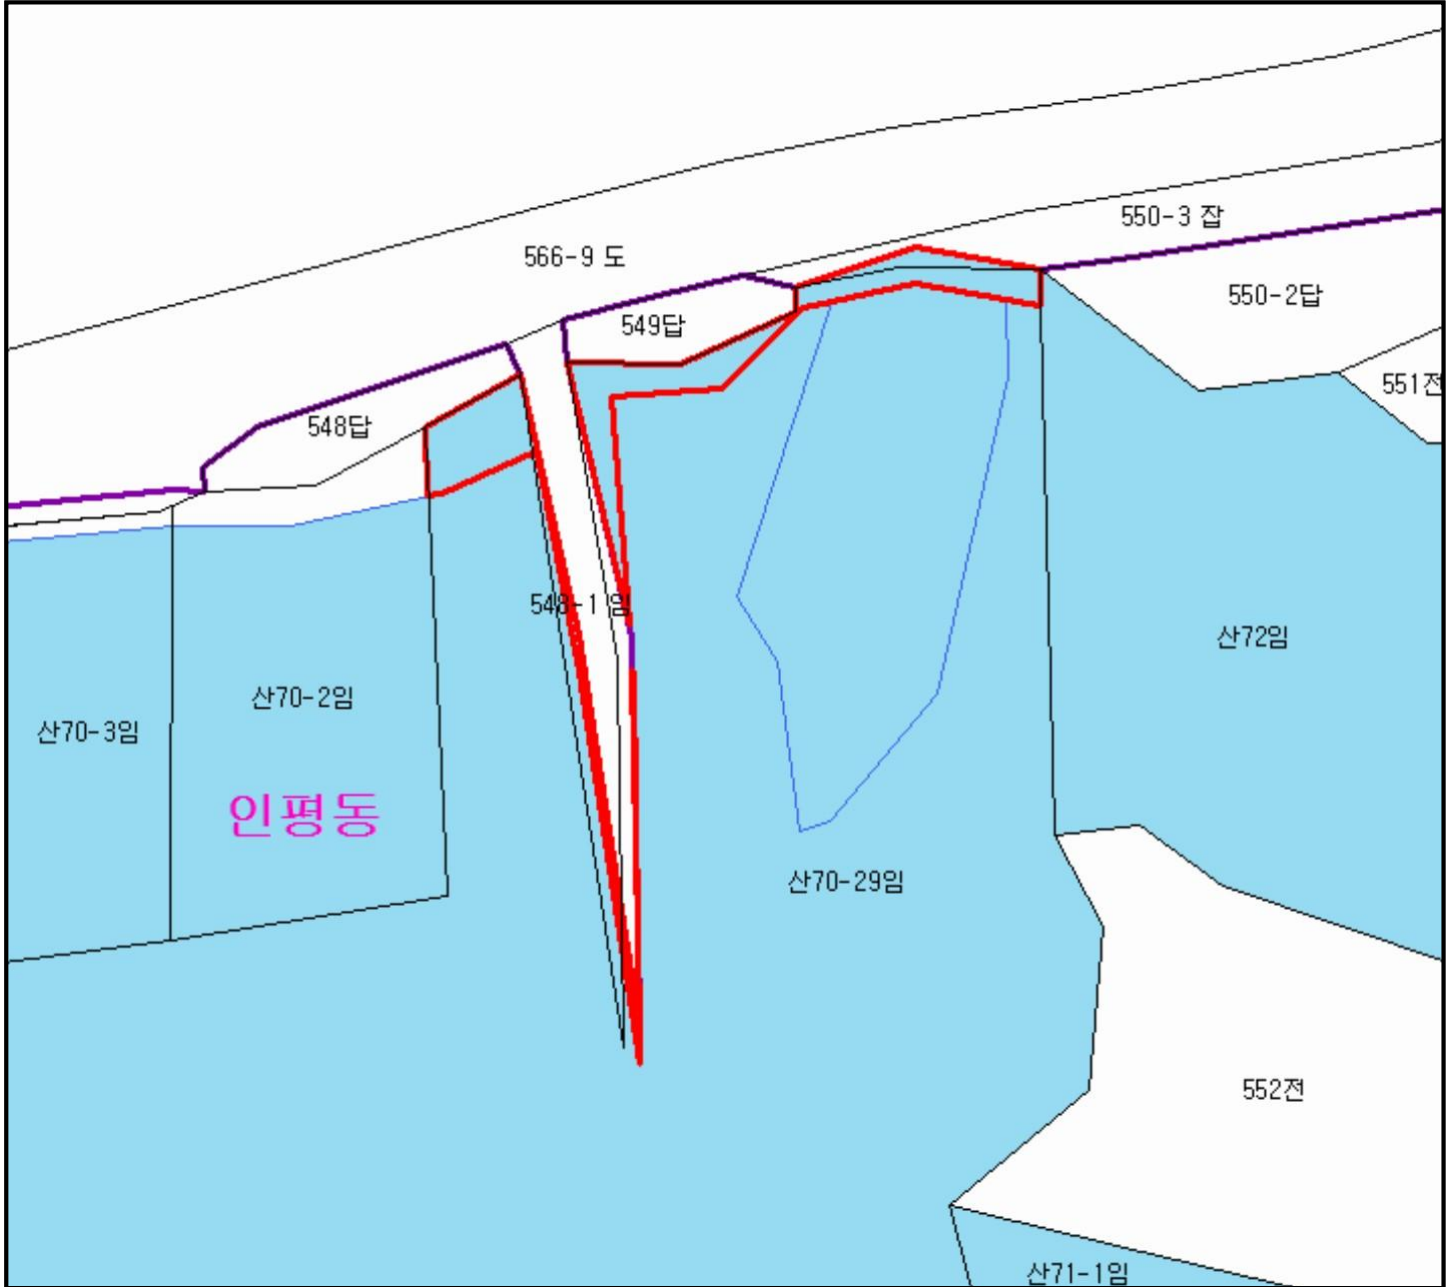 550-3 잡
566-9 도
550-2답
549답
551전
548답
548-1 임
산72임
산70-2임
산70-3임
인평동
산70-29임
552전
산71-1임